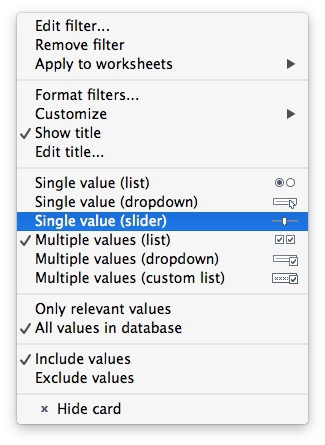 Edit filter...
Remove filter
Apply to worksheets
Format filters...
Customize
Show title
Edit title...
Single value (list)
Single value (dropdown)
Single value (slider)
Multiple values (list)
Multiple values (dropdown)
Multiple values (custom list)
Only relevant values
All values in database
Include values
Exclude values
Hide card